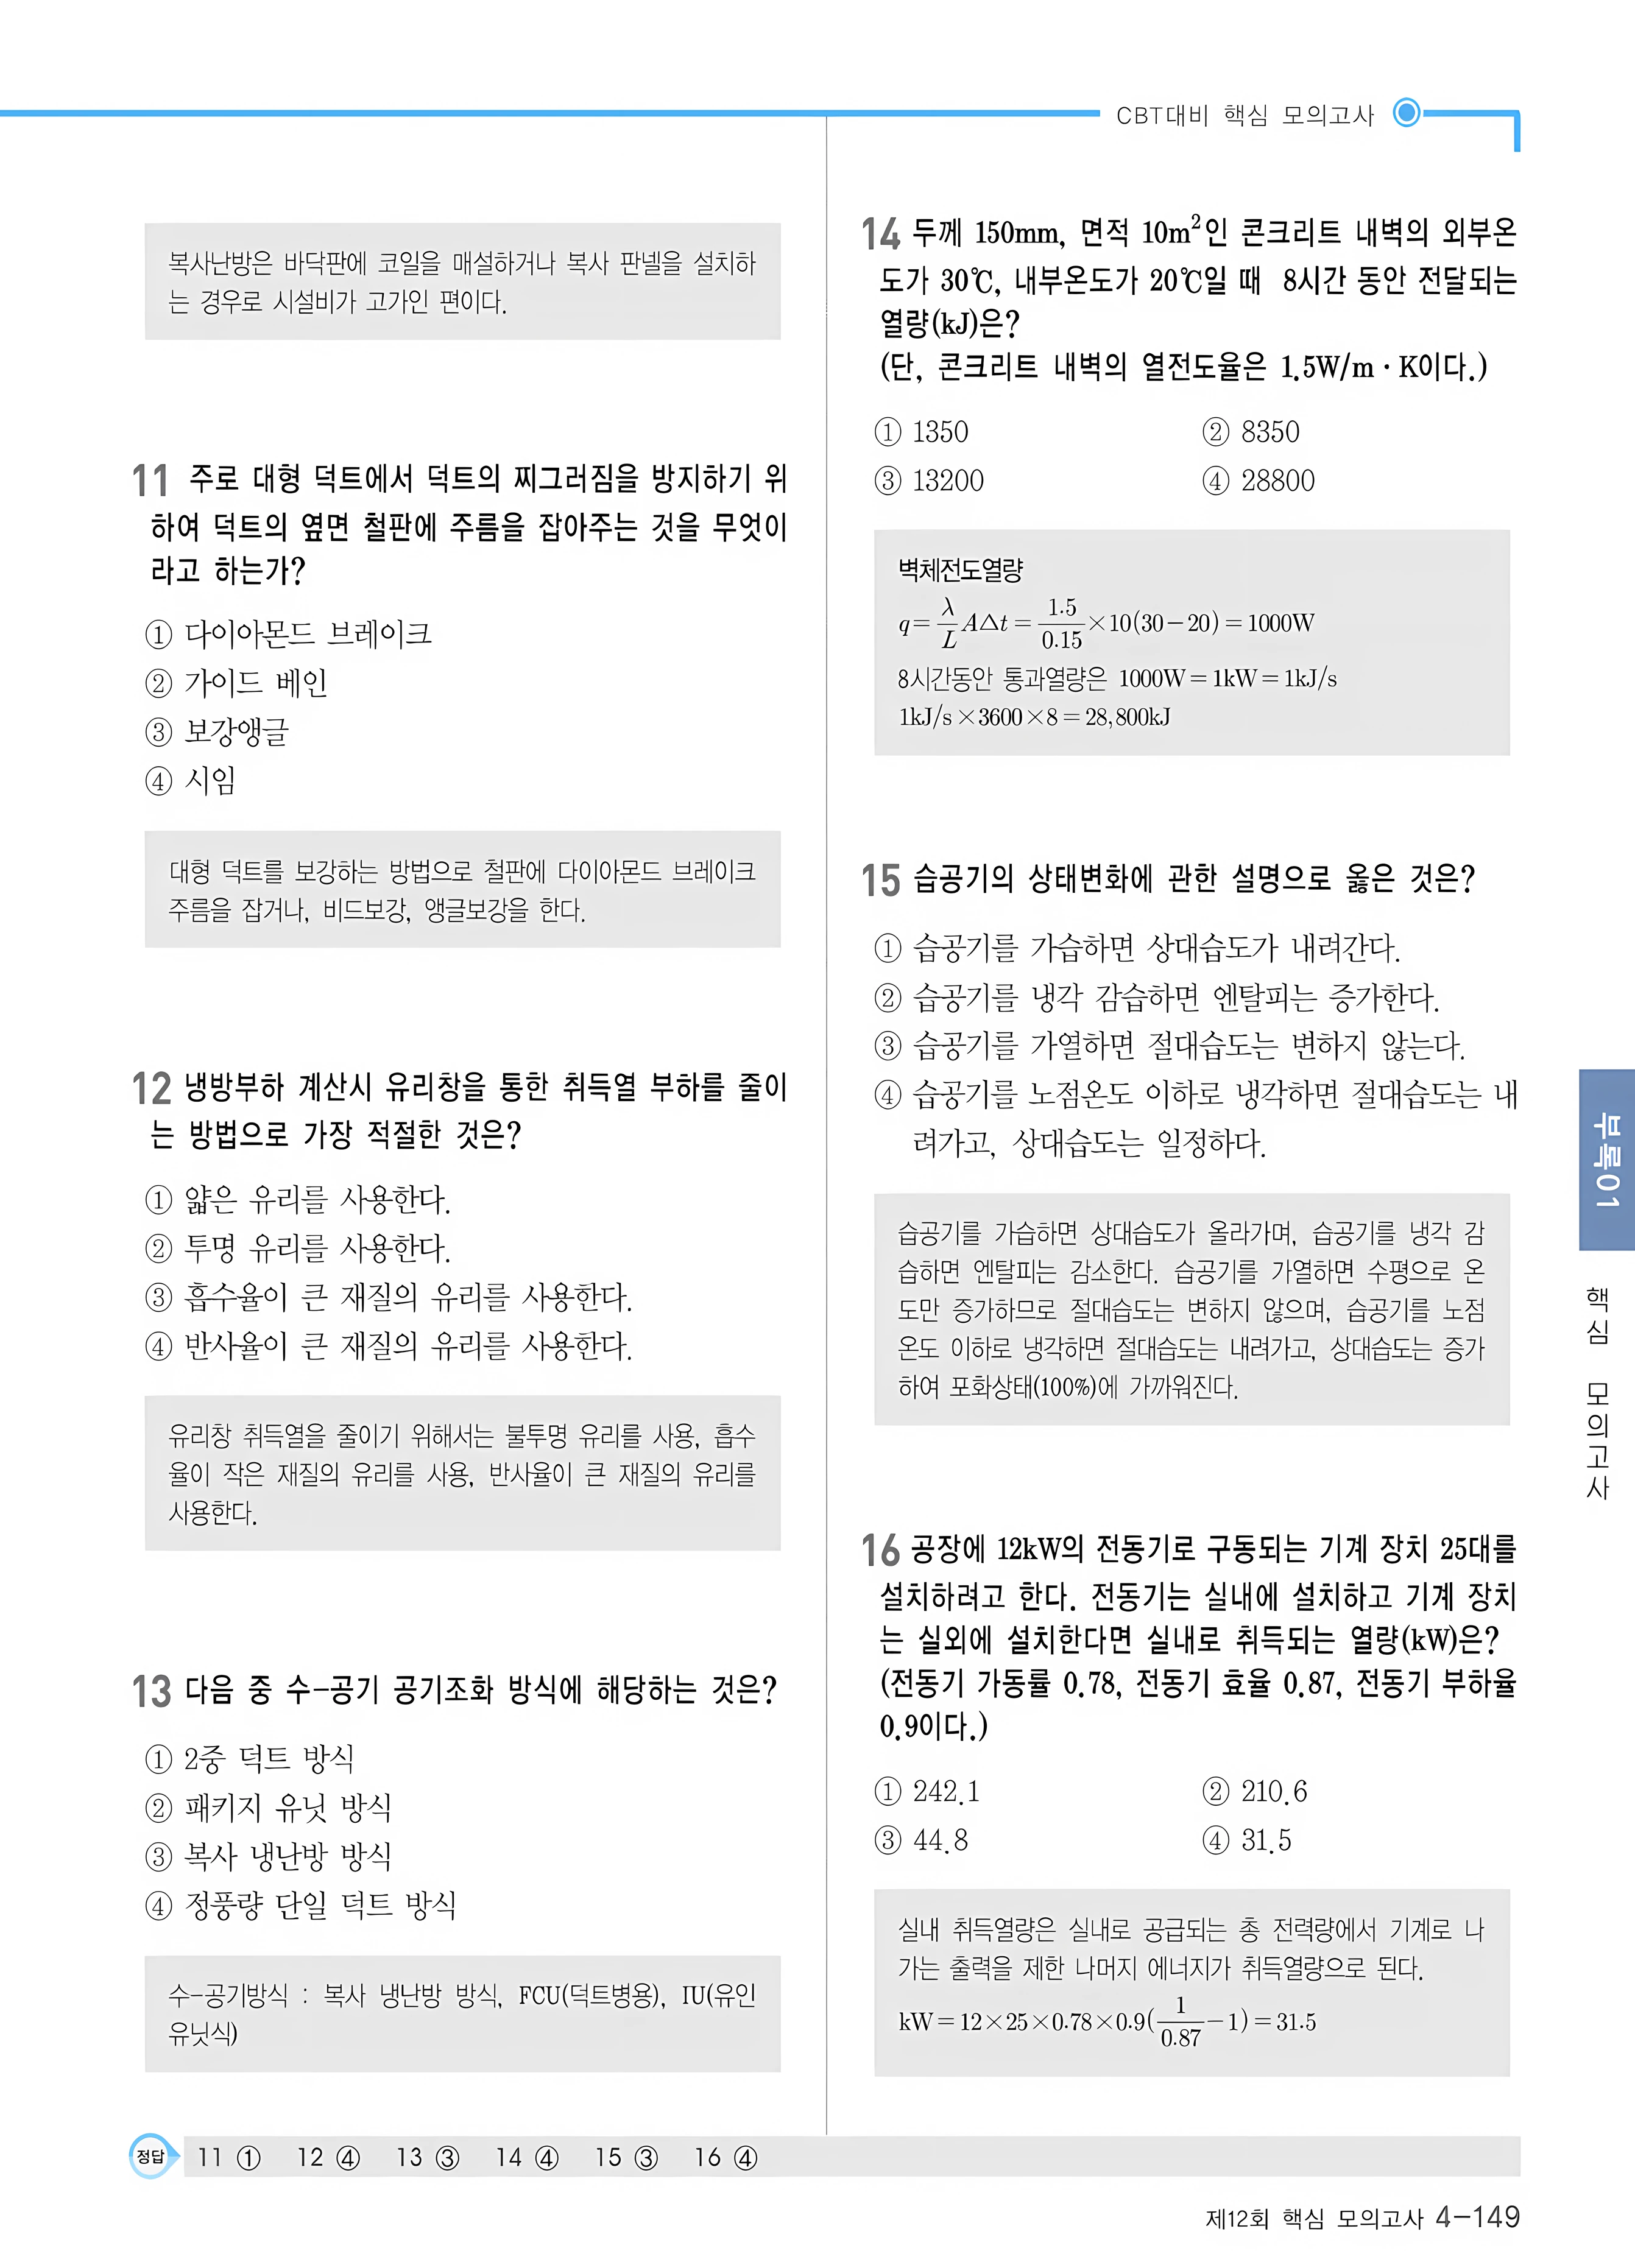 CBT대비 핵심 모의고사
복사난방은 바닥판에 코일을 매설하거나 복사 판넬을 설치하
는 경우로 시설비가 고가인 편이다.
11 주로 대형 덕트에서 덕트의 찌그러짐을 방지하기 위
하여 덕트의 옆면 철판에 주름을 잡아주는 것을 무엇이
라고 하는가?
① 다이아몬드 브레이크
② 가이드 베인
③ 보강앵글
④ 시임
대형 덕트를 보강하는 방법으로 철판에 다이아몬드 브레이크
주름을 잡거나, 비드보강, 앵글보강을 한다.
12 냉방부하 계산시 유리창을 통한 취득열 부하를 줄이
는 방법으로 가장 적절한 것은?
① 얇은 유리를 사용한다.
② 투명 유리를 사용한다.
③ 흡수율이 큰 재질의 유리를 사용한다.
④ 반사율이 큰 재질의 유리를 사용한다.
유리창 취득열을 줄이기 위해서는 불투명 유리를 사용, 흡수
율이 작은 재질의 유리를 사용, 반사율이 큰 재질의 유리를
사용한다.
13 다음 중 수-공기 공기조화 방식에 해당하는 것은?
① 2중 덕트 방식
② 패키지 유닛 방식
③ 복사 냉난방 방식
④ 정풍량 단일 덕트 방식
수-공기방식 : 복사 냉난방 방식, FCU(덕트병용), IU(유인
유닛식)
14 두께 150mm, 면적 10m²인 콘크리트 내벽의 외부온
도가 30℃, 내부온도가 20℃일 때 8시간 동안 전달되는
열량(kJ)은?
(단, 콘크리트 내벽의 열전도율은 1.5W/m·K이다.)
① 1350 ② 8350
③ 13200 ④ 28800
벽체전도열량
q = λ/L A△t = 1.5/0.15 × 10(30-20) = 1000W
8시간동안 통과열량은 1000W = 1kW = 1kJ/s
1kJ/s × 3600 × 8 = 28,800kJ
15 습공기의 상태변화에 관한 설명으로 옳은 것은?
① 습공기를 가습하면 상대습도가 내려간다.
② 습공기를 냉각 감습하면 엔탈피는 증가한다.
③ 습공기를 가열하면 절대습도는 변하지 않는다.
④ 습공기를 노점온도 이하로 냉각하면 절대습도는 내
려가고, 상대습도는 일정하다.
습공기를 가습하면 상대습도가 올라가며, 습공기를 냉각 감
습하면 엔탈피는 감소한다. 습공기를 가열하면 수평으로 온
도만 증가하므로 절대습도는 변하지 않으며, 습공기를 노점
온도 이하로 냉각하면 절대습도는 내려가고, 상대습도는 증가
하여 포화상태(100%)에 가까워진다.
16 공장에 12kW의 전동기로 구동되는 기계 장치 25대를
설치하려고 한다. 전동기는 실내에 설치하고 기계 장치
는 실외에 설치한다면 실내로 취득되는 열량(kW)은?
(전동기 가동률 0.78, 전동기 효율 0.87, 전동기 부하율
0.9이다.)
① 242.1 ② 210.6
③ 44.8 ④ 31.5
실내 취득열량은 실내로 공급되는 총 전력량에서 기계로 나
가는 출력을 제한 나머지 에너지가 취득열량으로 된다.
kW = 12×25×0.78×0.9(1/0.87 - 1) = 31.5
부록01
핵심 모의고사
정답 11 ① 12 ④ 13 ③ 14 ④ 15 ③ 16 ④
제12회 핵심 모의고사 4-149